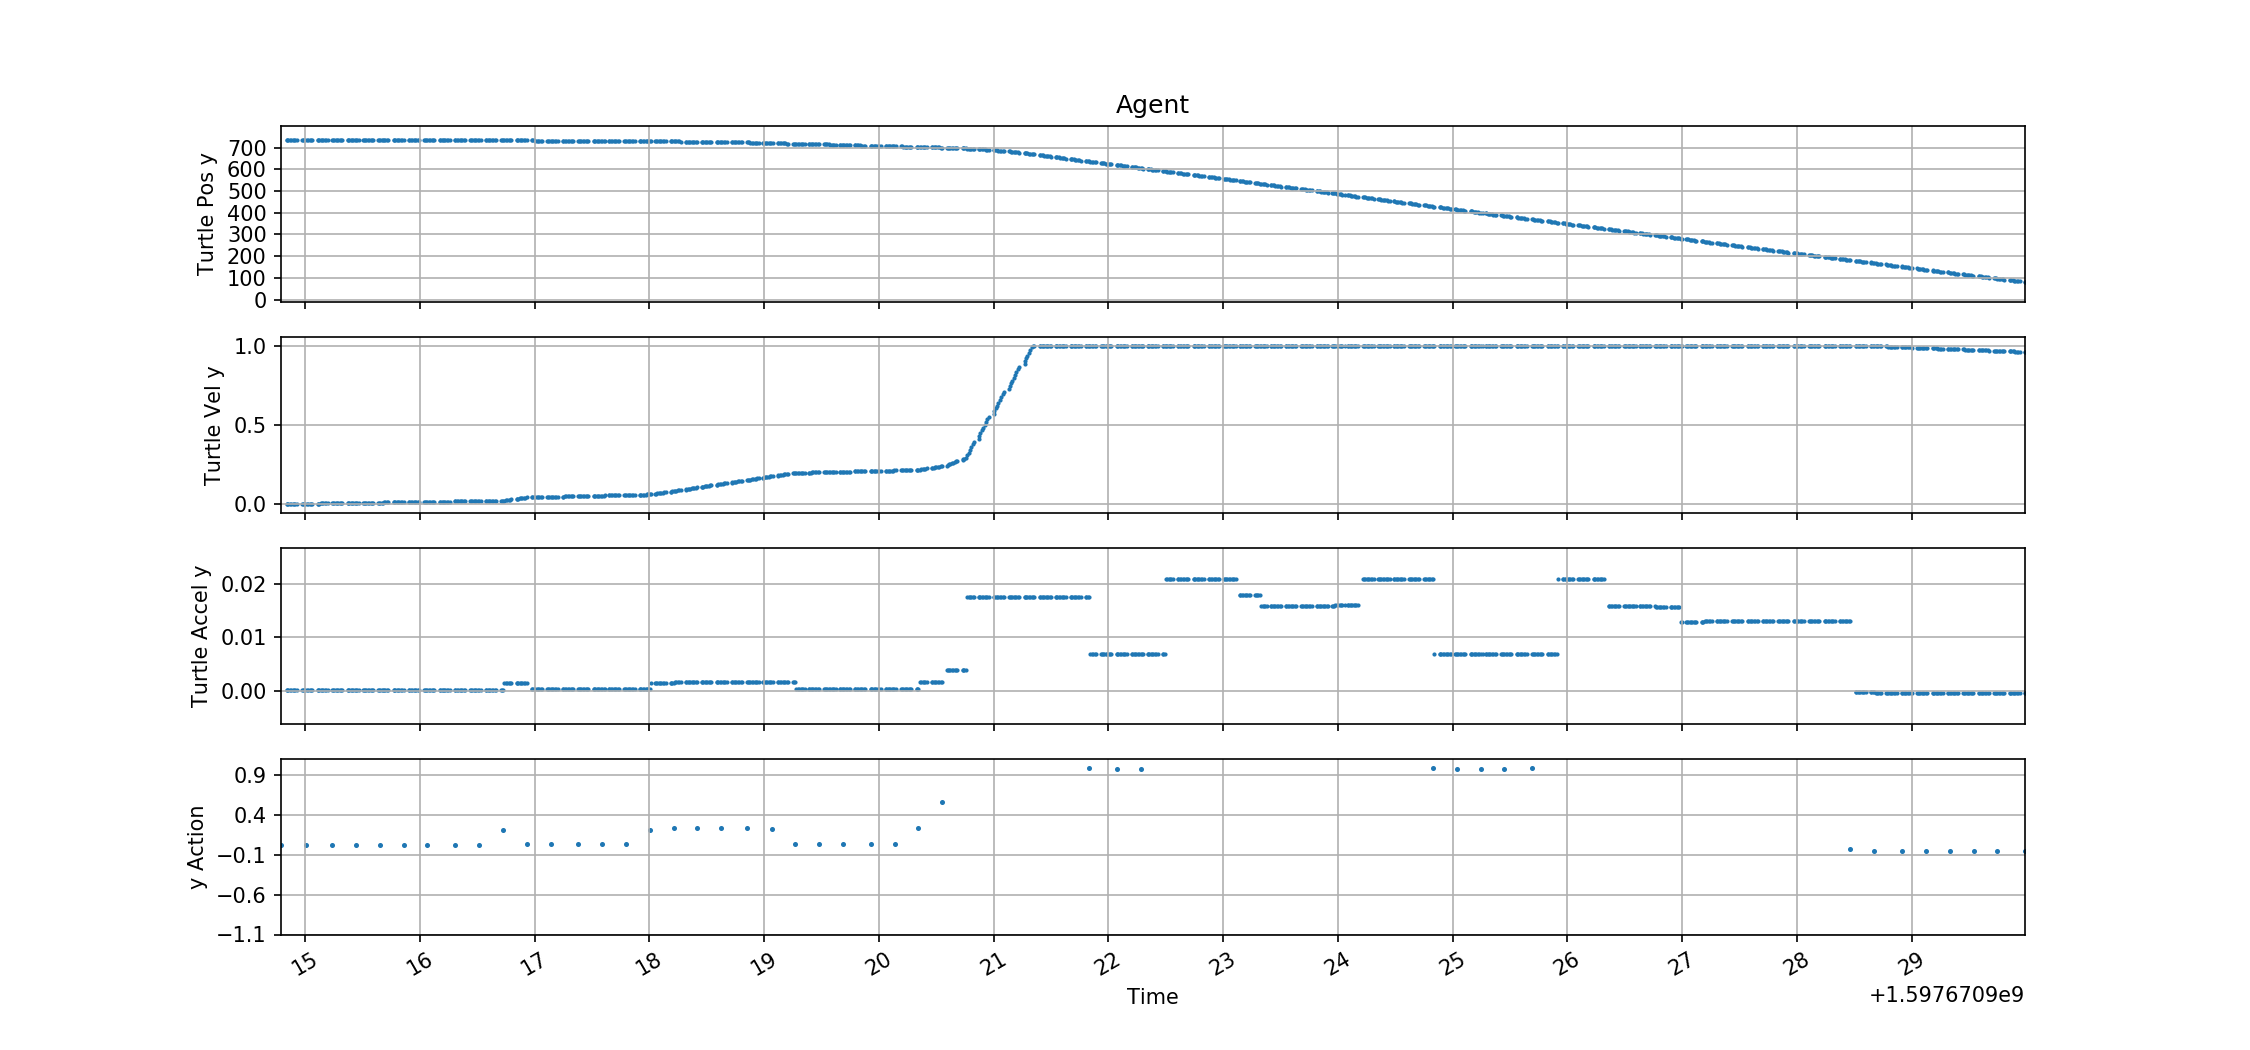 Agent
Turtle Pos y
700
600
500
400
300
200
100
0
Turtle Vel y
1.0
0.5
0.0
Turtle Accel y
0.02
0.01
0.00
y Action
0.9
0.4
−0.1
−0.6
−1.1
15 16 17 18 19 20 21 22 23 24 25 26 27 28 29
Time
+1.5976709e9